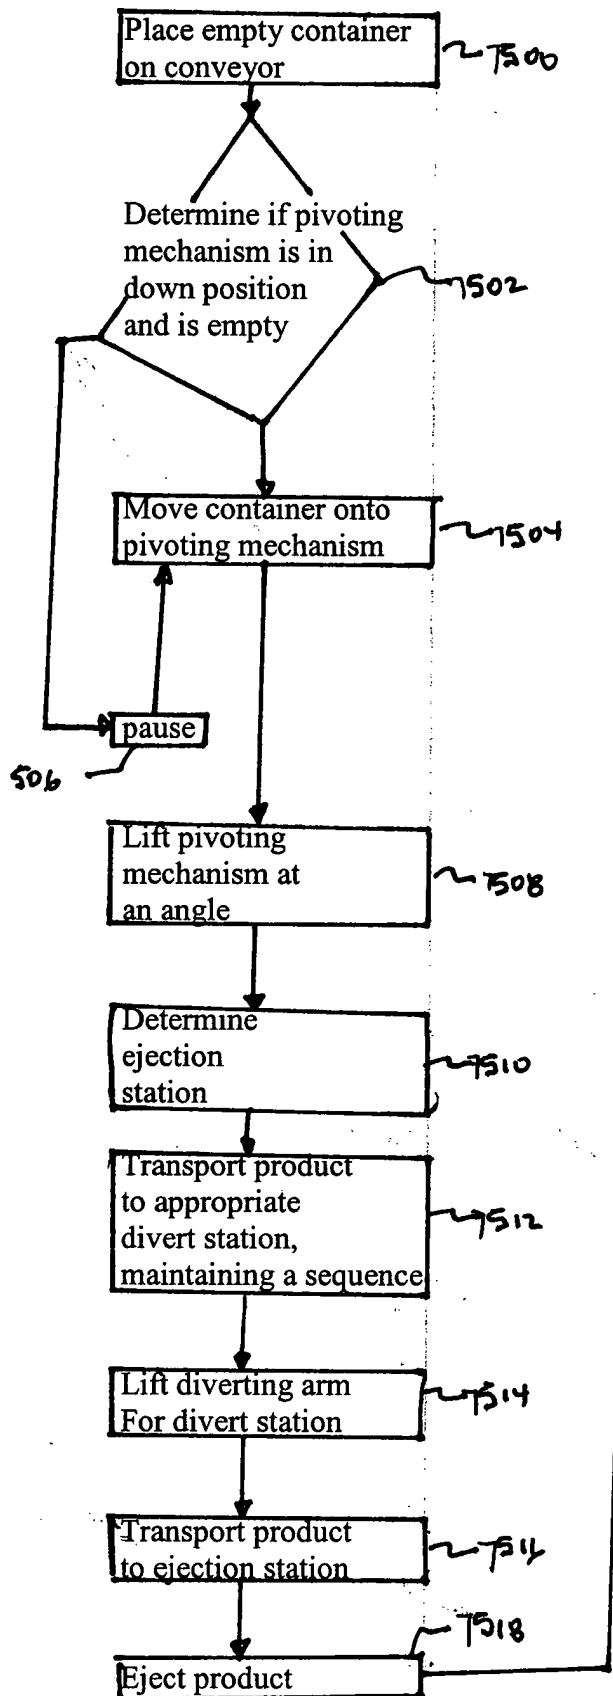 Place empty container
on conveyor
7500
Determine if pivoting
mechanism is in
down position
and is empty
7502
Move container onto
pivoting mechanism
7504
pause
506
Lift pivoting
mechanism at
an angle
7508
Determine
ejection
station
7510
Transport product
to appropriate
divert station,
maintaining a sequence
7512
Lift diverting arm
For divert station
7514
Transport product
to ejection station
7516
7518
Eject product